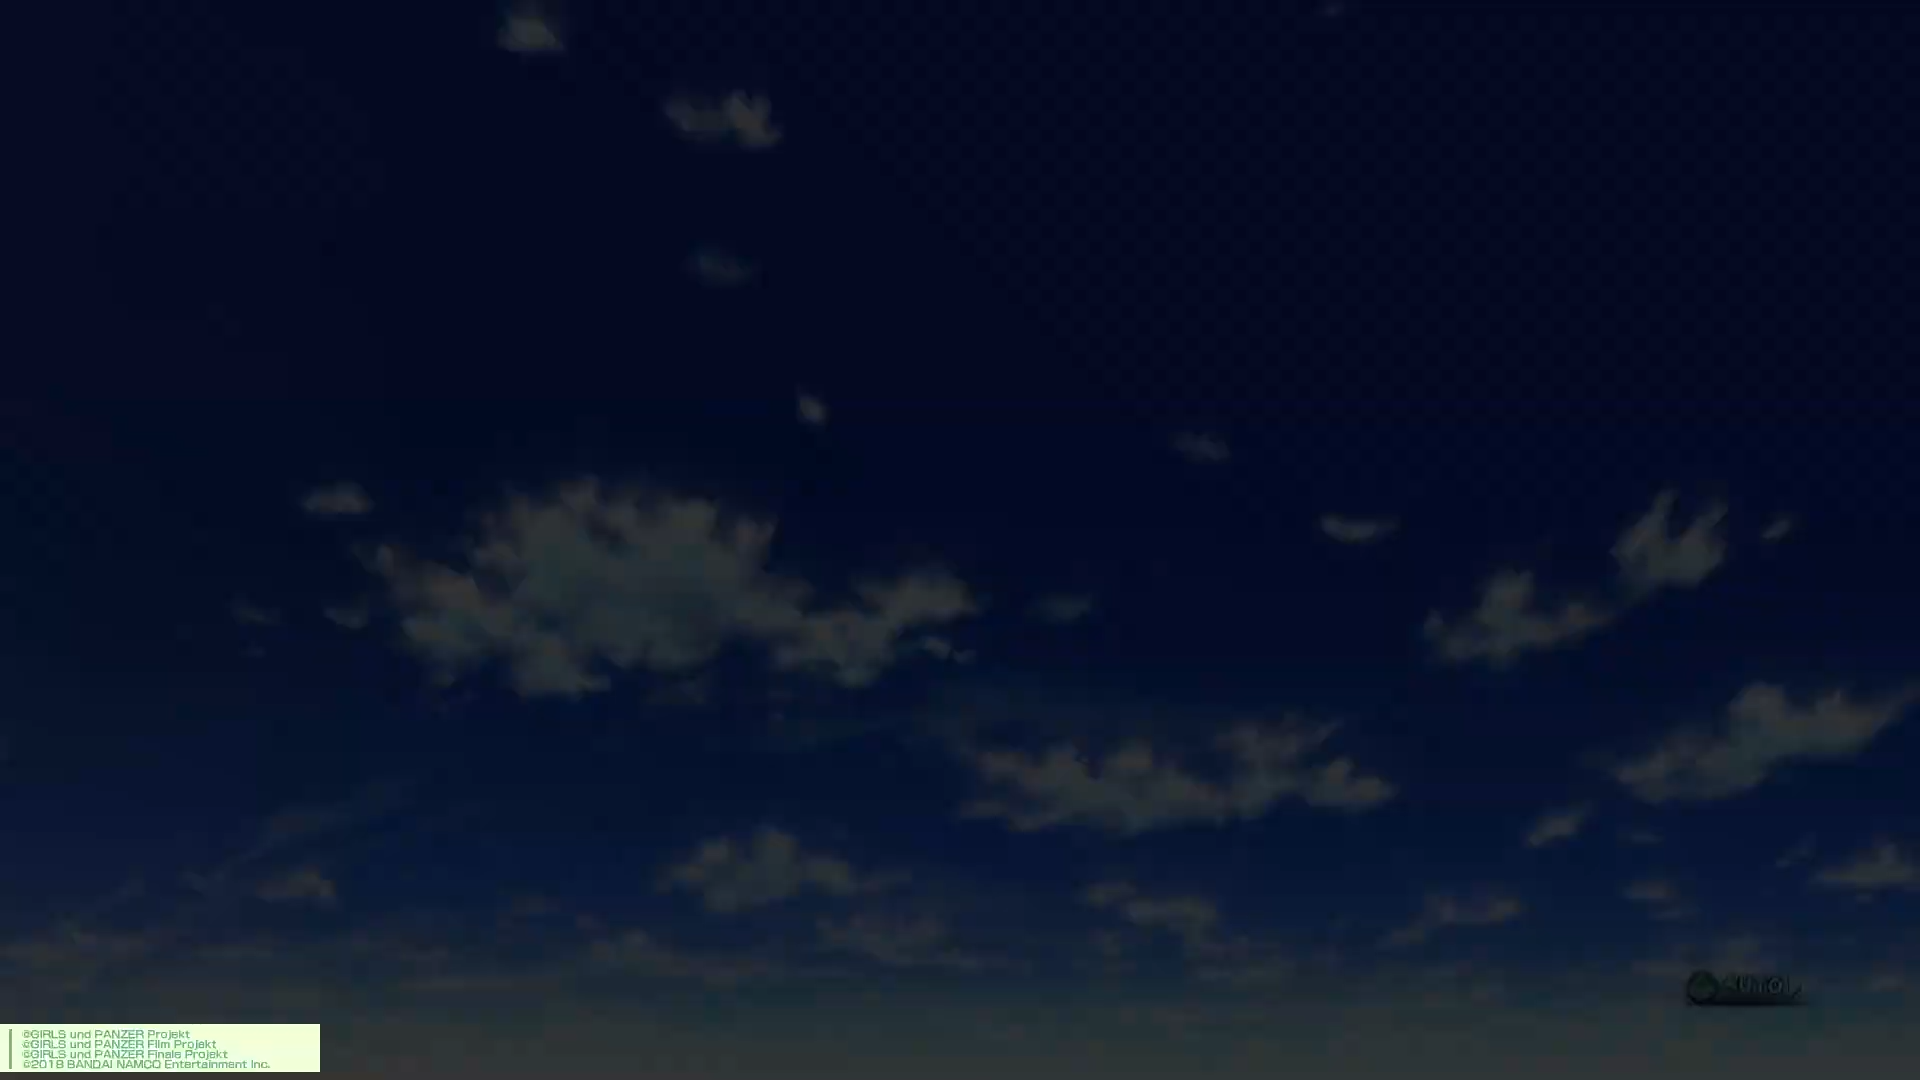 ©GIRLS und PANZER Projekt
©GIRLS und PANZER Film Projekt
©GIRLS und PANZER Finale Projekt
©2018 BANDAI NAMCO Entertainment Inc.